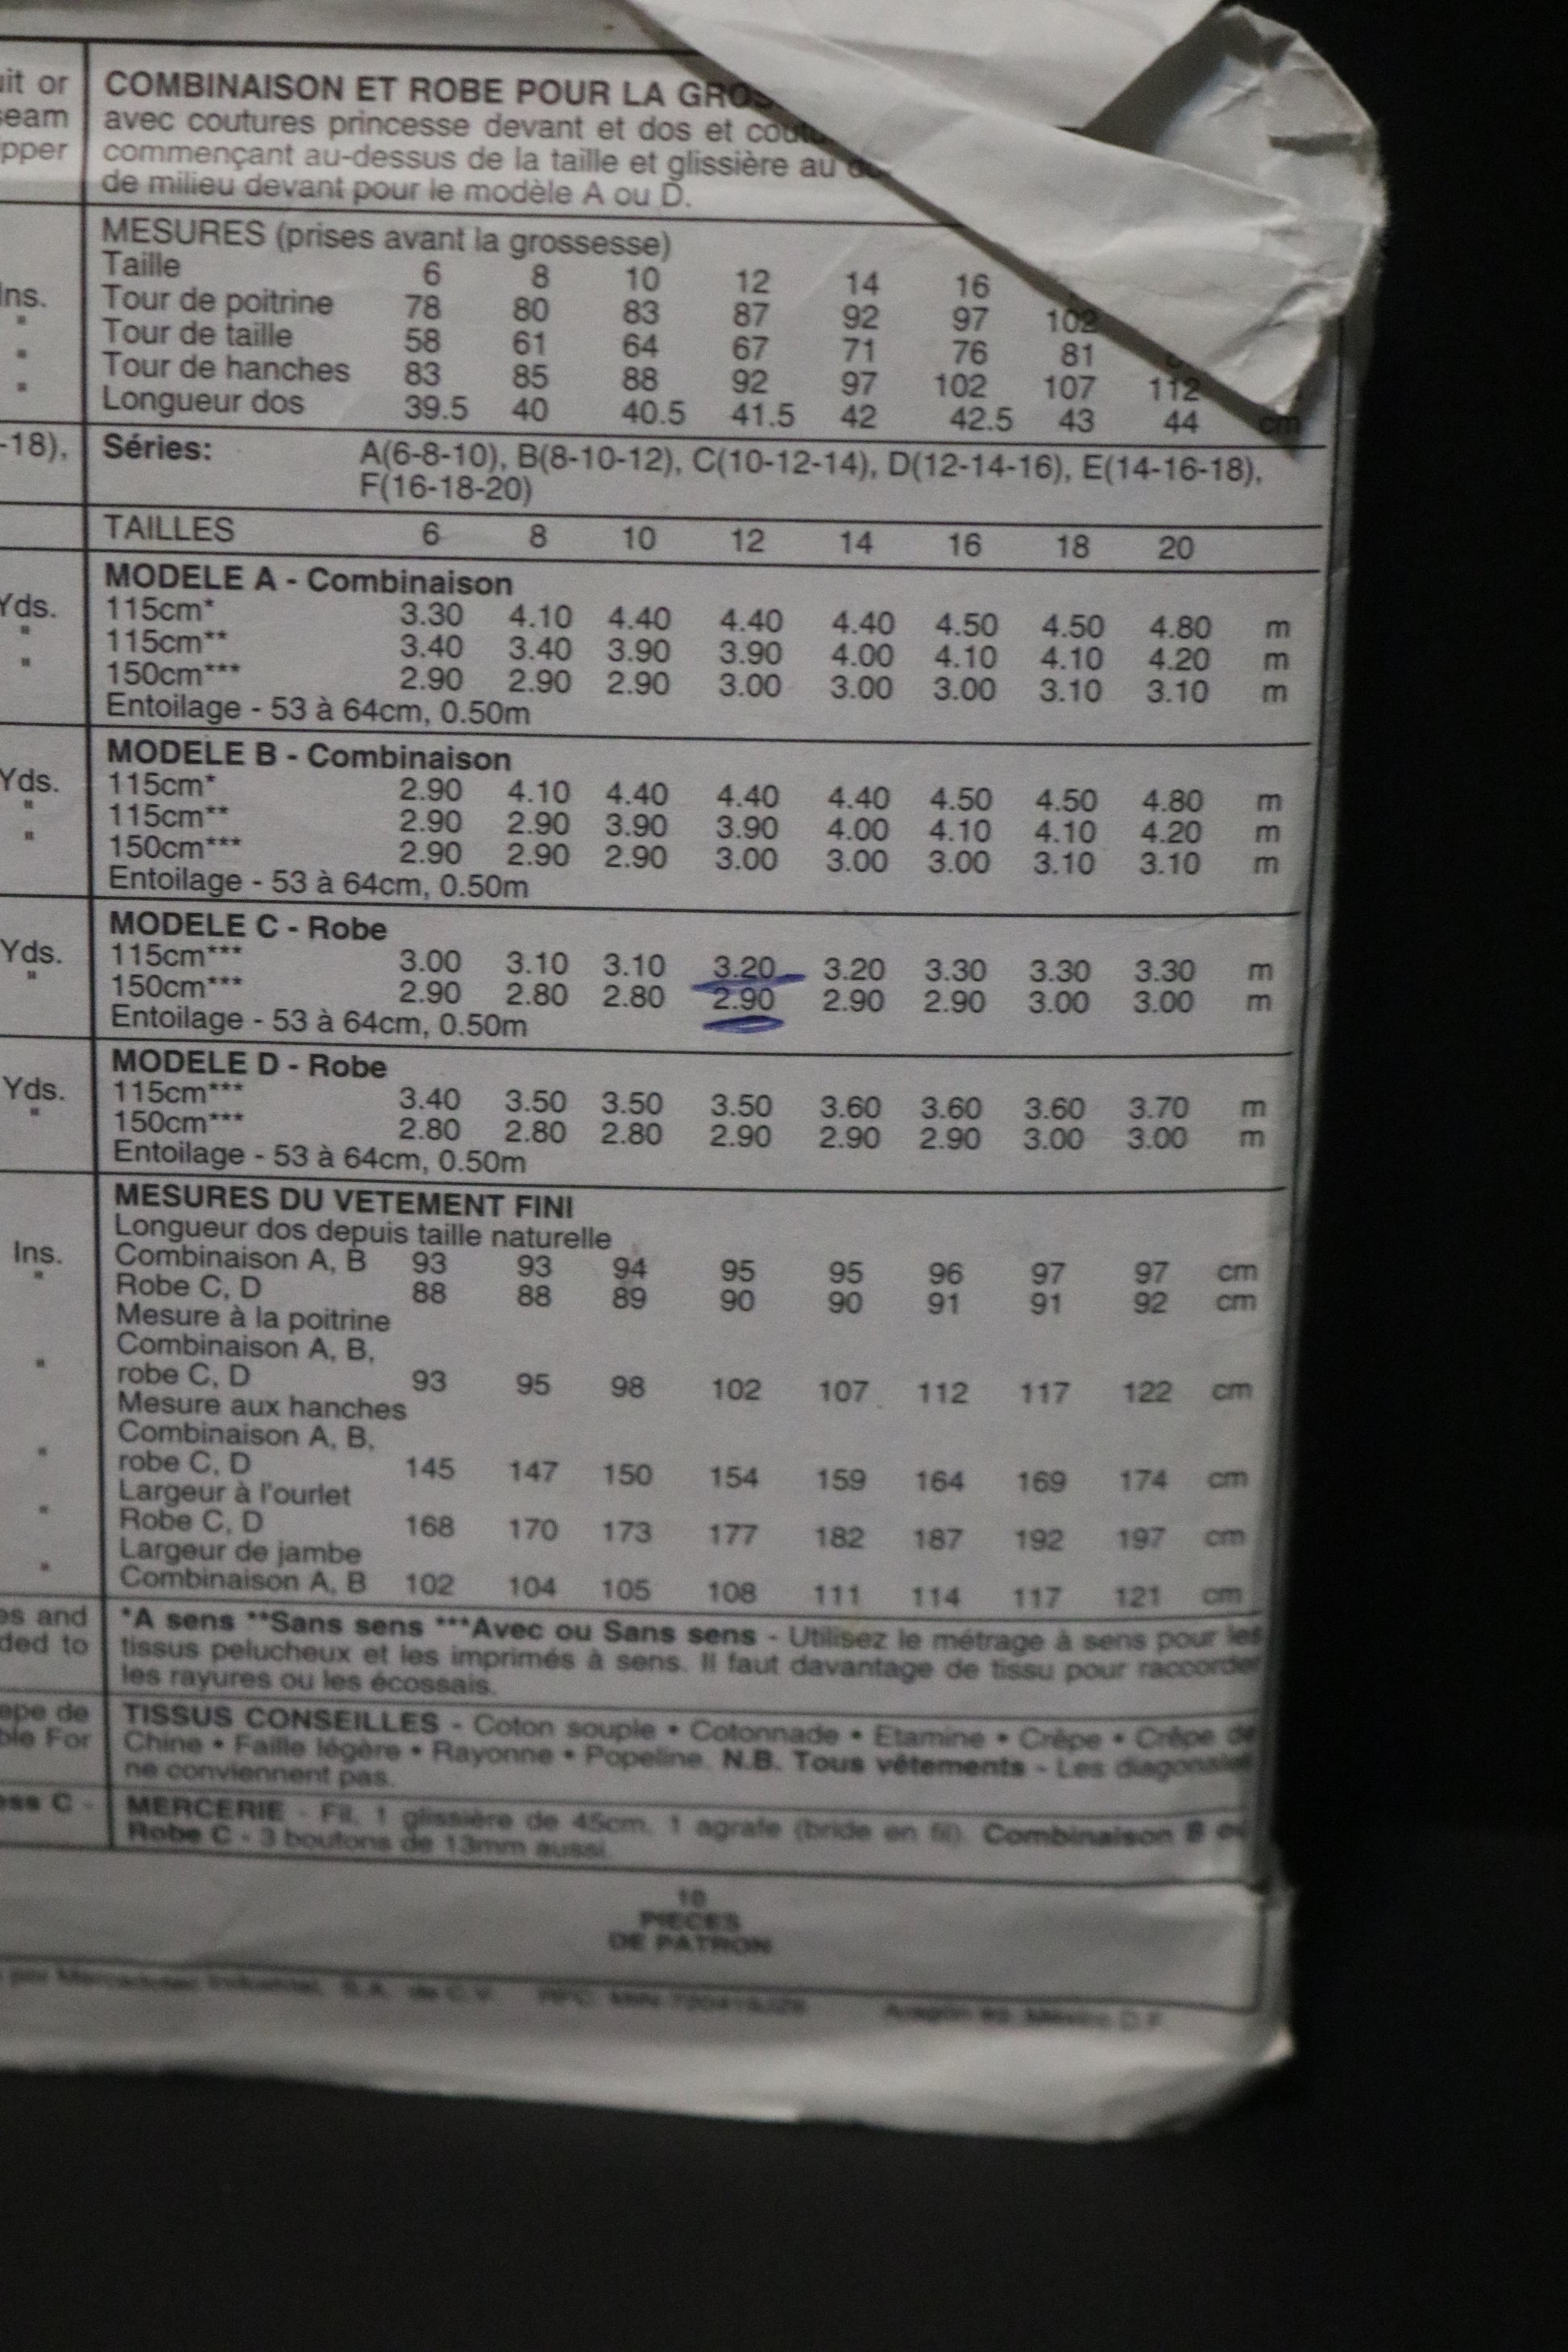 uit or
seam
pper
Ins.
"
"
"
-18),
Yds.
"
"
Yds.
"
"
Yds.
"
Yds.
"
Ins.
"
"
"
"
"
es and
ded to
epe de
ble For
ess C -
COMBINAISON ET ROBE POUR LA
avec coutures princesse devant et dos et
commençant au-dessus de la taille et glissière au
de milieu devant pour le modèle A ou D.
MESURES (prises avant la grossesse)
Taille 6 8 10 12 14 16
Tour de poitrine 78 80 83 87 92 97 102
Tour de taille 58 61 64 67 71 76 81
Tour de hanches 83 85 88 92 97 102 107 112
Longueur dos 39.5 40 40.5 41.5 42 42.5 43 44 cm
Séries: A(6-8-10), B(8-10-12), C(10-12-14), D(12-14-16), E(14-16-18),
F(16-18-20)
TAILLES 6 8 10 12 14 16 18 20
MODELE A - Combinaison
115cm* 3.30 4.10 4.40 4.40 4.40 4.50 4.50 4.80 m
115cm** 3.40 3.40 3.90 3.90 4.00 4.10 4.10 4.20 m
150cm*** 2.90 2.90 2.90 3.00 3.00 3.00 3.10 3.10 m
Entoilage - 53 à 64cm, 0.50m
MODELE B - Combinaison
115cm* 2.90 4.10 4.40 4.40 4.40 4.50 4.50 4.80 m
115cm** 2.90 2.90 3.90 3.90 4.00 4.10 4.10 4.20 m
150cm*** 2.90 2.90 2.90 3.00 3.00 3.00 3.10 3.10 m
Entoilage - 53 à 64cm, 0.50m
MODELE C - Robe
115cm*** 3.00 3.10 3.10 3.20 3.20 3.30 3.30 3.30 m
150cm*** 2.90 2.80 2.80 2.90 2.90 2.90 3.00 3.00 m
Entoilage - 53 à 64cm, 0.50m
MODELE D - Robe
115cm*** 3.40 3.50 3.50 3.50 3.60 3.60 3.60 3.70 m
150cm*** 2.80 2.80 2.80 2.90 2.90 2.90 3.00 3.00 m
Entoilage - 53 à 64cm, 0.50m
MESURES DU VETEMENT FINI
Longueur dos depuis taille naturelle
Combinaison A, B 93 93 94 95 95 96 97 97 cm
Robe C, D 88 88 89 90 90 91 91 92 cm
Mesure à la poitrine
Combinaison A, B,
robe C, D 93 95 98 102 107 112 117 122 cm
Mesure aux hanches
Combinaison A, B,
robe C, D 145 147 150 154 159 164 169 174 cm
Largeur à l'ourlet
Robe C, D 168 170 173 177 182 187 192 197 cm
Largeur de jambe
Combinaison A, B 102 104 105 108 111 114 117 121 cm
*A sens **Sans sens ***Avec ou Sans sens - Utilisez le métrage à sens pour les
tissus pelucheux et les imprimés à sens. Il faut davantage de tissu pour raccorder
les rayures ou les écossais.
TISSUS CONSEILLES - Coton souple • Cotonnade • Etamine • Crêpe • Crêpe de
Chine • Faille légère • Rayonne • Popeline. N.B. Tous vêtements - Les diagonales
ne conviennent pas.
MERCERIE - Fil, 1 glissière de 45cm, 1 agrafe (bride en fil). Combinaison B ou
Robe C - 3 boutons de 13mm aussi.
10
PIECES
DE PATRON
por Mercadotec Industrial, S.A. de C.V. México D.F.